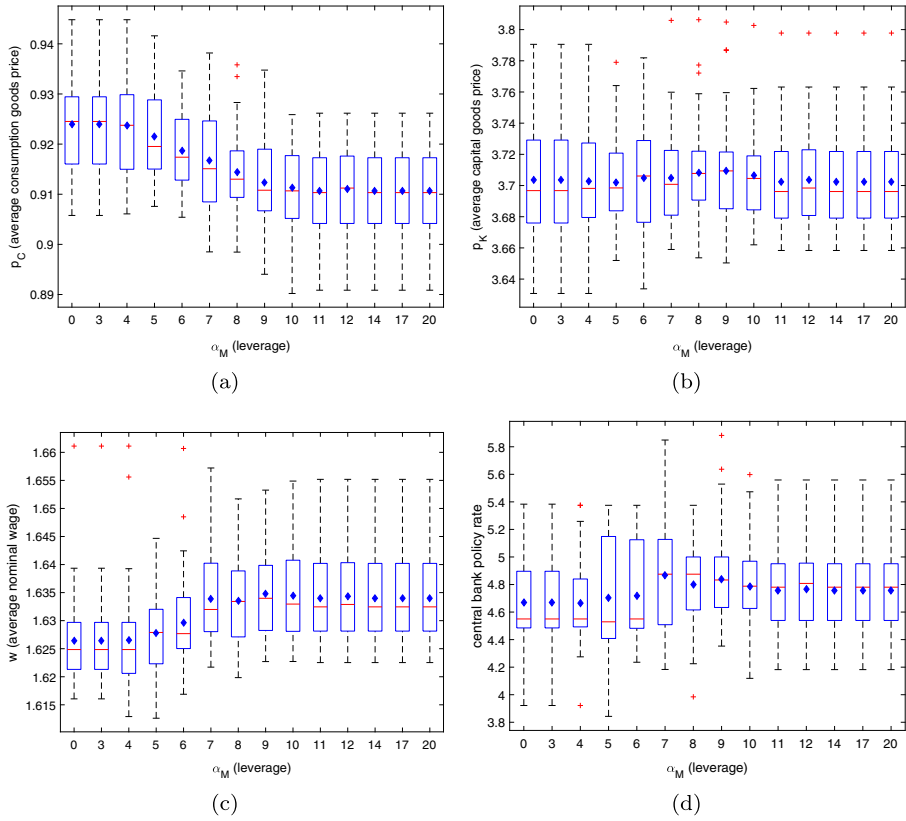 0.94
0.93
0.92
0.91
0.9
0.89
p_C (average consumption goods price)
0 3 4 5 6 7 8 9 10 11 12 14 17 20
α_M (leverage)
(a)
3.8
3.78
3.76
3.74
3.72
3.7
3.68
3.66
3.64
p_K (average capital goods price)
0 3 4 5 6 7 8 9 10 11 12 14 17 20
α_M (leverage)
(b)
1.66
1.655
1.65
1.645
1.64
1.635
1.63
1.625
1.62
1.615
w (average nominal wage)
0 3 4 5 6 7 8 9 10 11 12 14 17 20
α_M (leverage)
(c)
5.8
5.6
5.4
5.2
5
4.8
4.6
4.4
4.2
4
3.8
central bank policy rate
0 3 4 5 6 7 8 9 10 11 12 14 17 20
α_M (leverage)
(d)